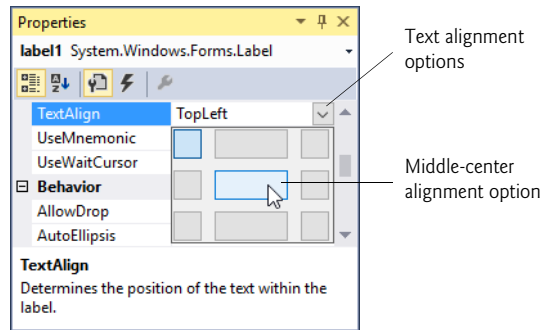 Properties
label1 System.Windows.Forms.Label
TextAlign TopLeft
UseMnemonic
UseWaitCursor
Behavior
AllowDrop
AutoEllipsis
TextAlign
Determines the position of the text within the
label.
Text alignment
options
Middle-center
alignment option